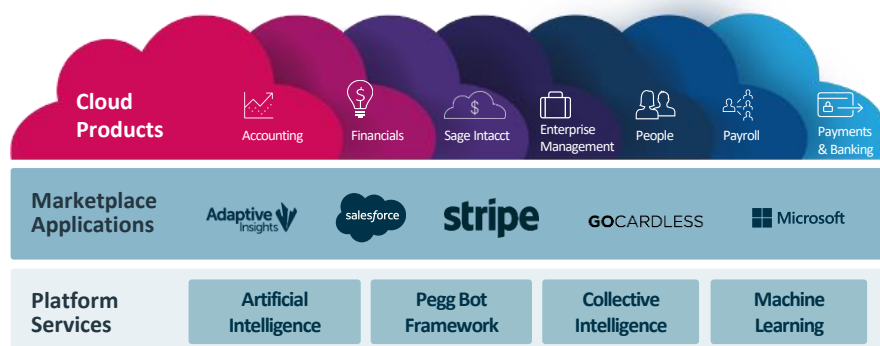 Cloud
Products
Accounting
Financials
$
Sage Intacct
$
Enterprise
Management
People
Payroll
Payments
& Banking
Marketplace
Applications
Adaptive
Insights
salesforce
stripe
GOCARDLESS
Microsoft
Platform
Services
Artificial
Intelligence
Pegg Bot
Framework
Collective
Intelligence
Machine
Learning